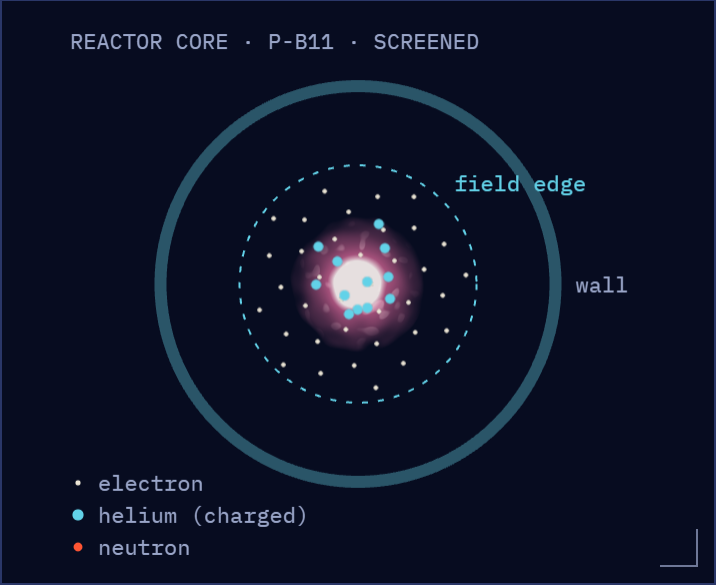 REACTOR CORE · P-B11 · SCREENED
field edge
wall
electron
helium (charged)
neutron